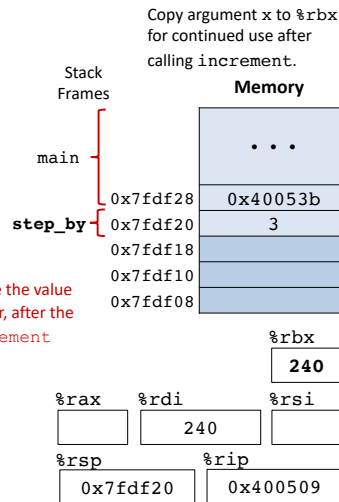 Copy argument x to %rbx
for continued use after
calling increment.
Stack
Frames
Memory
• • •
main
0x7fdf28 0x40053b
step_by 0x7fdf20 3
0x7fdf18
0x7fdf10
the value
0x7fdf08
r, after the
ement
%rbx
240
%rax %rdi %rsi
240
%rsp %rip
0x7fdf20 0x400509